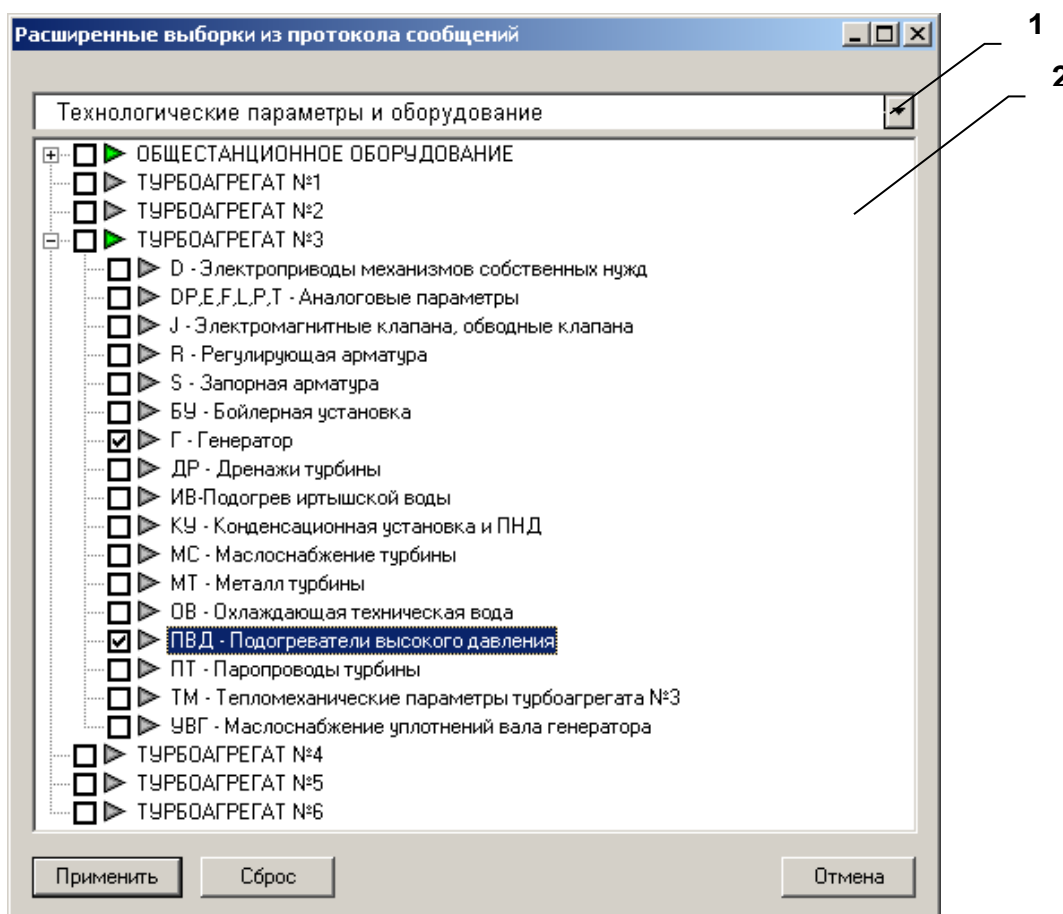 Расширенные выборки из протокола сообщений
1
2
Технологические параметры и оборудование
ОБЩЕСТАНЦИОННОЕ ОБОРУДОВАНИЕ
ТУРБОАГРЕГАТ №1
ТУРБОАГРЕГАТ №2
ТУРБОАГРЕГАТ №3
D - Электроприводы механизмов собственных нужд
DP,E,F,L,P,T - Аналоговые параметры
J - Электромагнитные клапана, обводные клапана
R - Регулирующая арматура
S - Запорная арматура
БУ - Бойлерная установка
Г - Генератор
ДР - Дренажи турбины
ИВ-Подогрев иртышской воды
КУ - Конденсационная установка и ПНД
МС - Маслоснабжение турбины
МТ - Металл турбины
ОВ - Охлаждающая техническая вода
ПВД - Подогреватели высокого давления
ПТ - Паропроводы турбины
ТМ - Тепломеханические параметры турбоагрегата №3
УВГ - Маслоснабжение уплотнений вала генератора
ТУРБОАГРЕГАТ №4
ТУРБОАГРЕГАТ №5
ТУРБОАГРЕГАТ №6
Применить Сброс Отмена